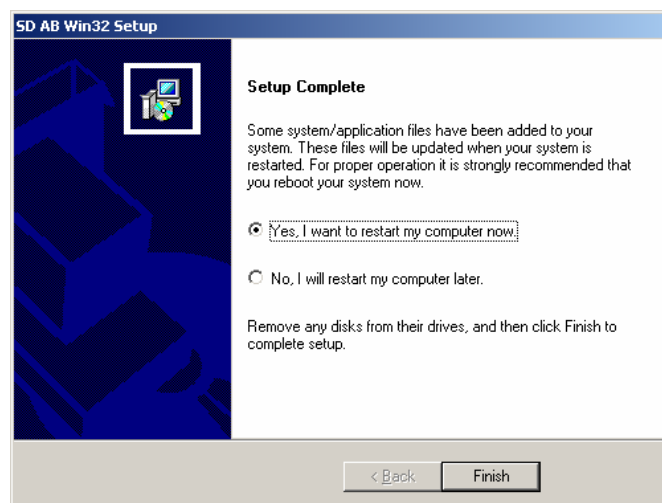 SD AB Win32 Setup
Setup Complete
Some system/application files have been added to your
system. These files will be updated when your system is
restarted. For proper operation it is strongly recommended that
you reboot your system now.
Yes, I want to restart my computer now.
No, I will restart my computer later.
Remove any disks from their drives, and then click Finish to
complete setup.
< Back
Finish